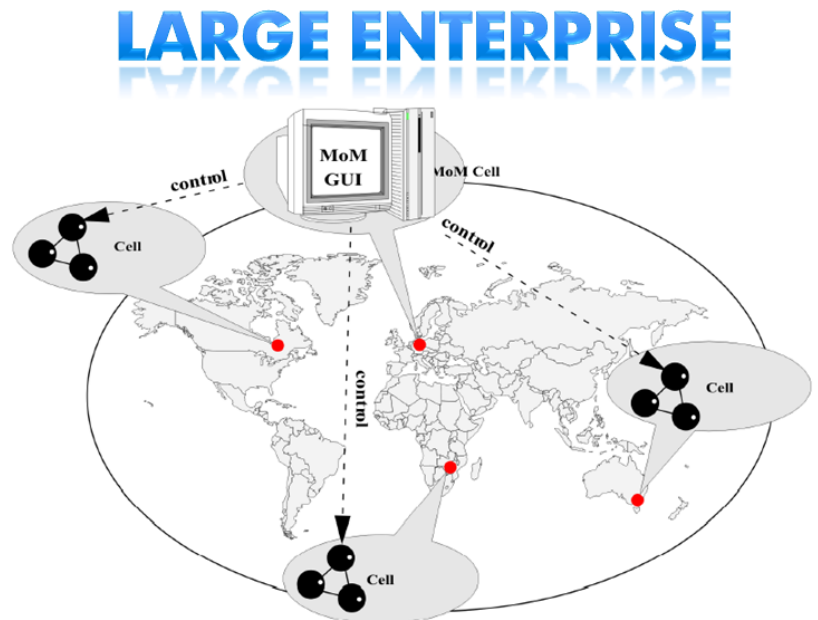 LARGE ENTERPRISE
MoM
GUI
MoM Cell
control
control
Cell
Cell
control
Cell